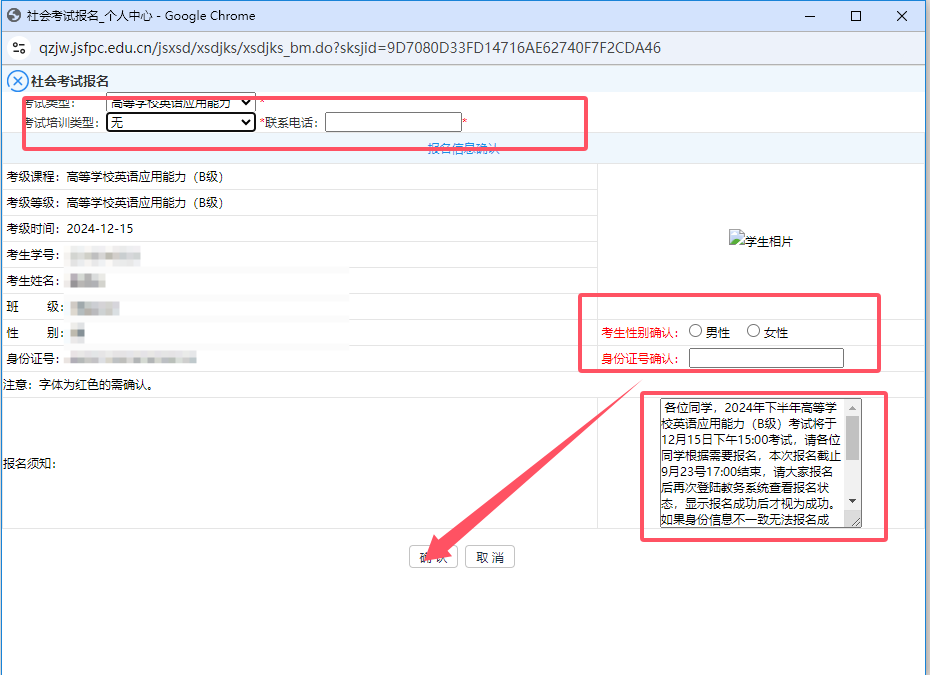 社会考试报名_个人中心 - Google Chrome
qzjw.jsfpc.edu.cn/jsxsd/xsdjks/xsdjks_bm.do?sksjid=9D7080D33FD14716AE62740F7F2CDA46
社会考试报名
考试类型： 高等学校英语应用能力 *
考试培训类型： 无 *联系电话： *
报名信息确认
考级课程：高等学校英语应用能力（B级）
考级等级：高等学校英语应用能力（B级）
考级时间：2024-12-15
学生相片
考生学号：
考生姓名：
班 级：
性 别：
考生性别确认： 男性 女性
身份证号：
身份证号确认：
注意：字体为红色的需确认。
报名须知：
各位同学，2024年下半年高等学
校英语应用能力（B级）考试将于
12月15日下午15:00考试，请各位
同学根据需要报名，本次报名截止
9月23号17:00结束，请大家报名
后再次登陆教务系统查看报名状
态，显示报名成功后才视为成功。
如果身份信息不一致无法报名成
确 认 取 消